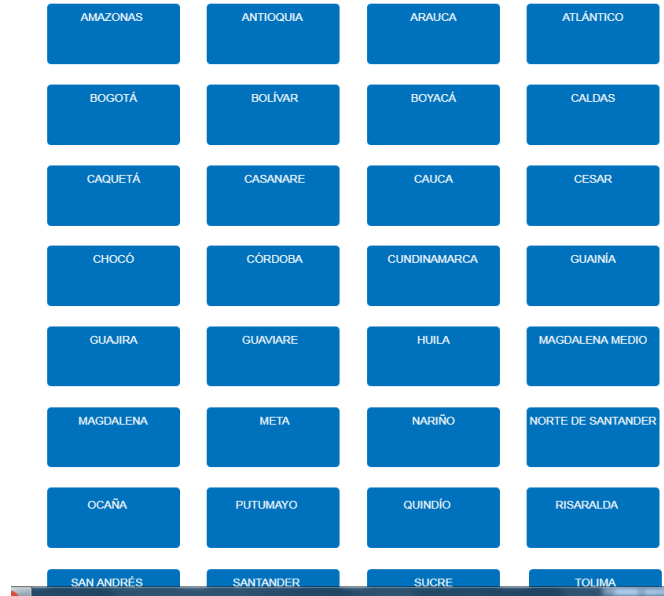 AMAZONAS
ANTIOQUIA
ARAUCA
ATLÁNTICO
BOGOTÁ
BOLÍVAR
BOYACÁ
CALDAS
CAQUETÁ
CASANARE
CAUCA
CESAR
CHOCÓ
CÓRDOBA
CUNDINAMARCA
GUAINÍA
GUAJIRA
GUAVIARE
HUILA
MAGDALENA MEDIO
MAGDALENA
META
NARIÑO
NORTE DE SANTANDER
OCAÑA
PUTUMAYO
QUINDÍO
RISARALDA
SAN ANDRÉS
SANTANDER
SUCRE
TOLIMA